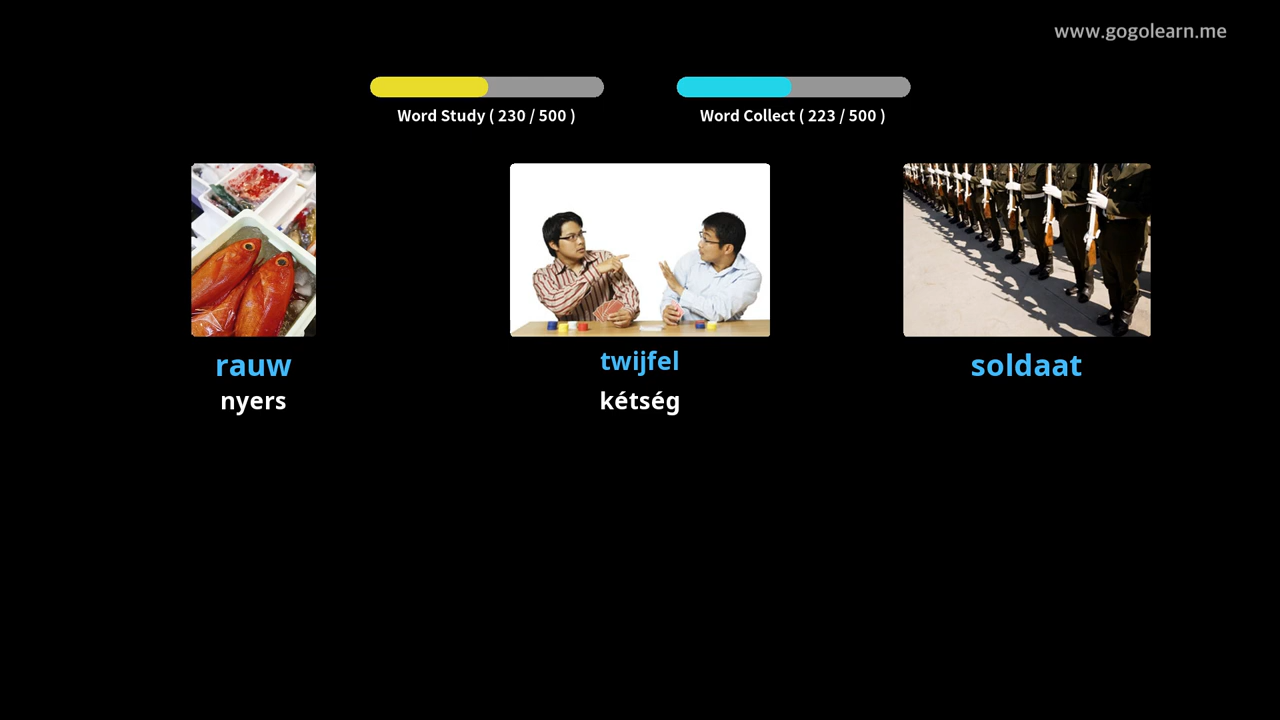 www.gogolearn.me
Word Study ( 230 / 500 )
Word Collect ( 223 / 500 )
rauw
nyers
twijfel
kétség
soldaat